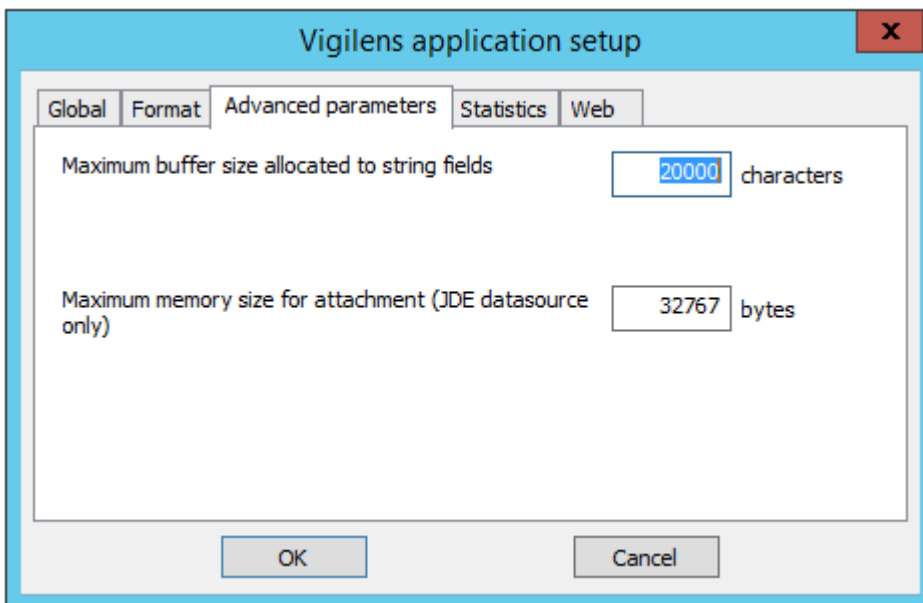 Vigilens application setup
x
Global Format Advanced parameters Statistics Web
Maximum buffer size allocated to string fields 20000 characters
Maximum memory size for attachment (JDE datasource
only) 32767 bytes
OK Cancel